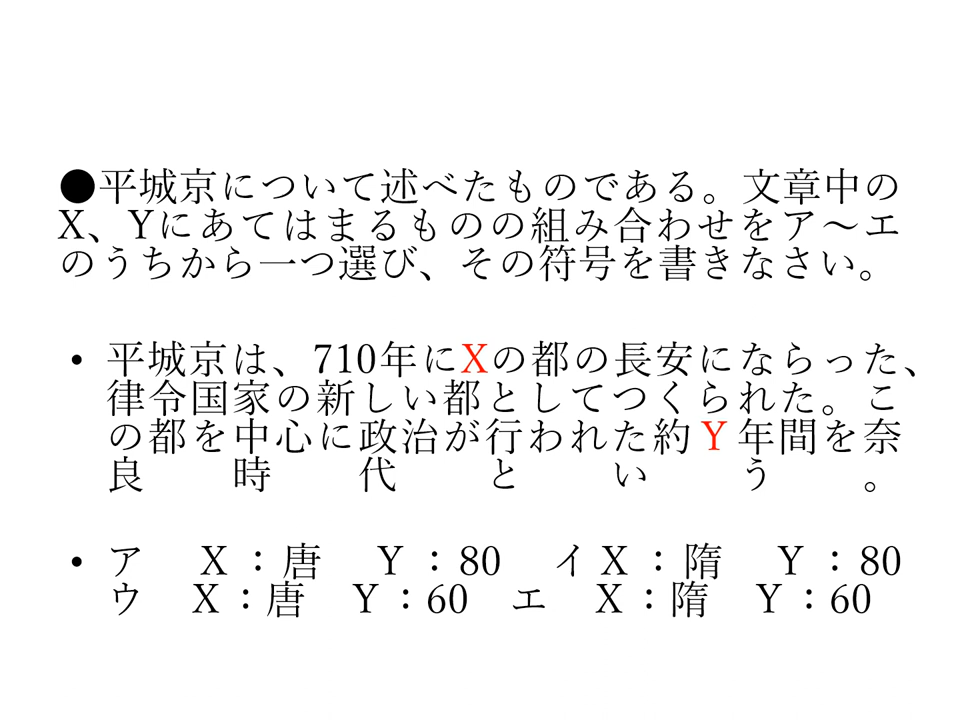 ●平城京について述べたものである。文章中の
X、Yにあてはまるものの組み合わせをア～エ
のうちから一つ選び、その符号を書きなさい。
• 平城京は、710年にXの都の長安にならった、
律令国家の新しい都としてつくられた。こ
の都を中心に政治が行われた約Y年間を奈
良時代という。
• ア　X：唐　Y：80　イX：隋　Y：80
ウ　X：唐　Y：60　エ　X：隋　Y：60